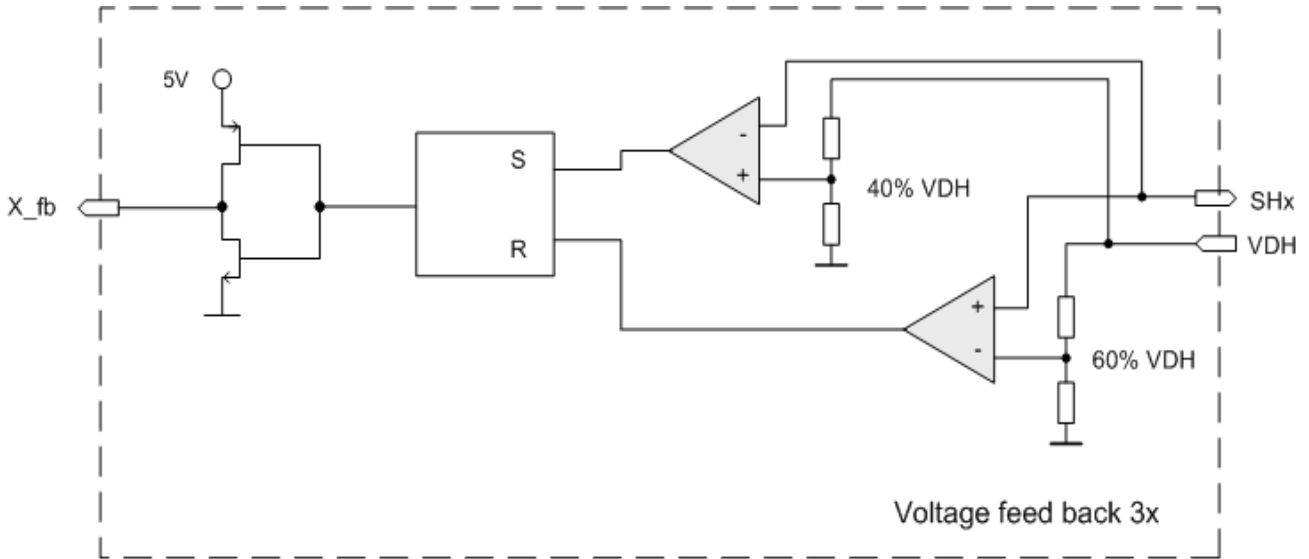 5V
X_fb
S
R
-
+
40% VDH
SHx
VDH
+
-
60% VDH
Voltage feed back 3x